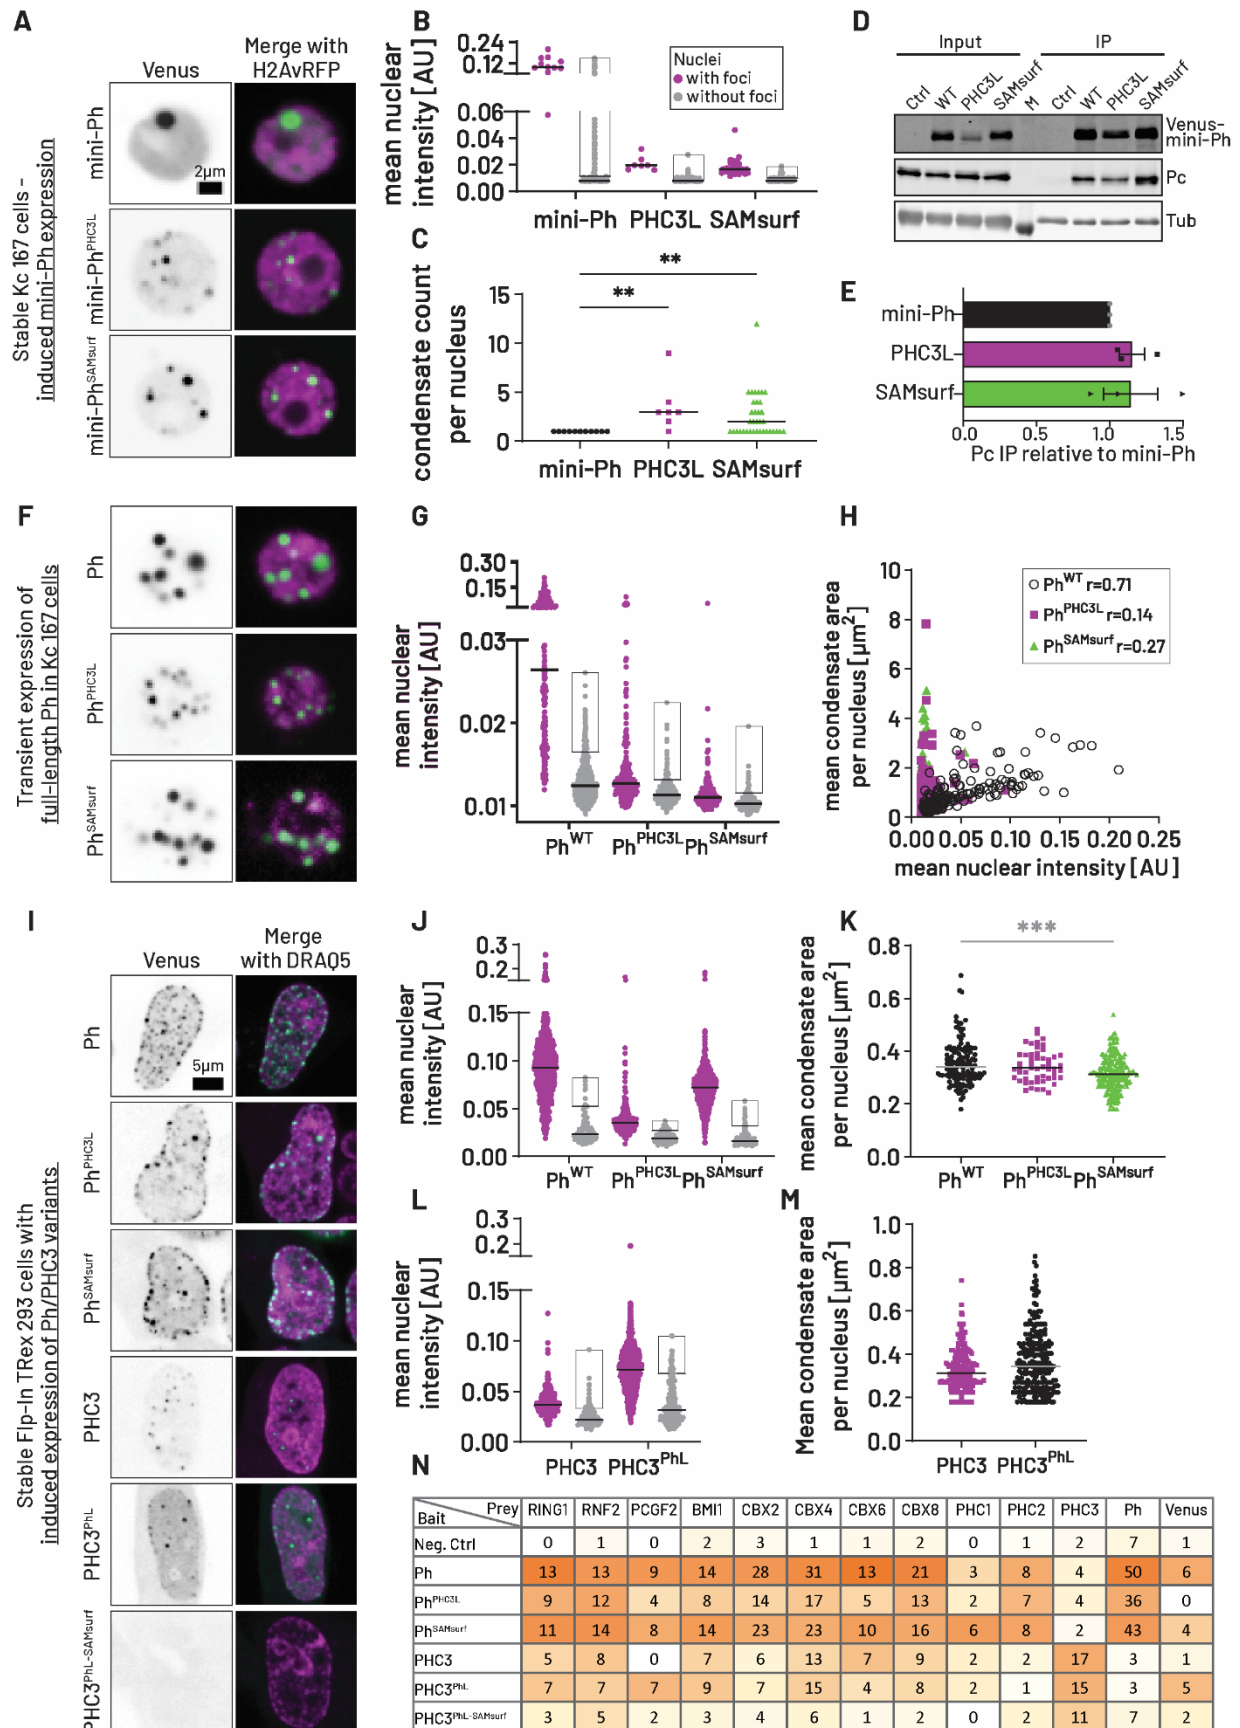 A
Stable Kc 167 cells -
induced mini-Ph expression
Venus
Merge with
H2AvRFP
mini-Ph
2µm
mini-Ph^PHC3L
mini-Ph^SAMsurf
B
mean nuclear
intensity [AU]
0.24
0.12
0.06
0.04
0.02
0.00
Nuclei
with foci
without foci
mini-Ph PHC3L SAMsurf
C
condensate count
per nucleus
**
**
15
10
5
0
mini-Ph PHC3L SAMsurf
D
Input IP
Ctrl WT PHC3L SAMsurf M Ctrl WT PHC3L SAMsurf
Venus-
mini-Ph
Pc
Tub
E
mini-Ph
PHC3L
SAMsurf
0.0 0.5 1.0 1.5
Pc IP relative to mini-Ph
F
Transient expression of
full-length Ph in Kc 167 cells
Ph
Ph^PHC3L
Ph^SAMsurf
G
mean nuclear
intensity [AU]
0.30
0.15
0.03
0.02
0.01
Ph^WT Ph^PHC3L Ph^SAMsurf
H
mean condensate area
per nucleus [µm²]
10
8
6
4
2
0
Ph^WT r=0.71
Ph^PHC3L r=0.14
Ph^SAMsurf r=0.27
0.00 0.05 0.10 0.15 0.20 0.25
mean nuclear intensity [AU]
I
Stable Flp-In TRex 293 cells with
induced expression of Ph/PHC3 variants
Venus
Merge
with DRAQ5
Ph
5µm
Ph^PHC3L
Ph^SAMsurf
PHC3
PHC3^PhL
PHC3^PhL-SAMsurf
J
mean nuclear
intensity [AU]
0.3
0.2
0.15
0.10
0.05
0.00
Ph^WT Ph^PHC3L Ph^SAMsurf
K
mean condensate area
per nucleus [µm²]
***
0.8
0.6
0.4
0.2
0.0
Ph^WT Ph^PHC3L Ph^SAMsurf
L
mean nuclear
intensity [AU]
0.3
0.2
0.15
0.10
0.05
0.00
PHC3 PHC3^PhL
M
Mean condensate area
per nucleus [µm²]
1.0
0.8
0.6
0.4
0.2
0.0
PHC3 PHC3^PhL
N
Bait Prey RING1 RNF2 PCGF2 BMI1 CBX2 CBX4 CBX6 CBX8 PHC1 PHC2 PHC3 Ph Venus
Neg. Ctrl 0 1 0 2 3 1 1 2 0 1 2 7 1
Ph 13 13 9 14 28 31 13 21 3 8 4 50 6
Ph^PHC3L 9 12 4 8 14 17 5 13 2 7 4 36 0
Ph^SAMsurf 11 14 8 14 23 23 10 16 6 8 2 43 4
PHC3 5 8 0 7 6 13 7 9 2 2 17 3 1
PHC3^PhL 7 7 7 9 7 15 4 8 2 1 15 3 5
PHC3^PhL-SAMsurf 3 5 2 3 4 6 1 2 0 2 11 7 2